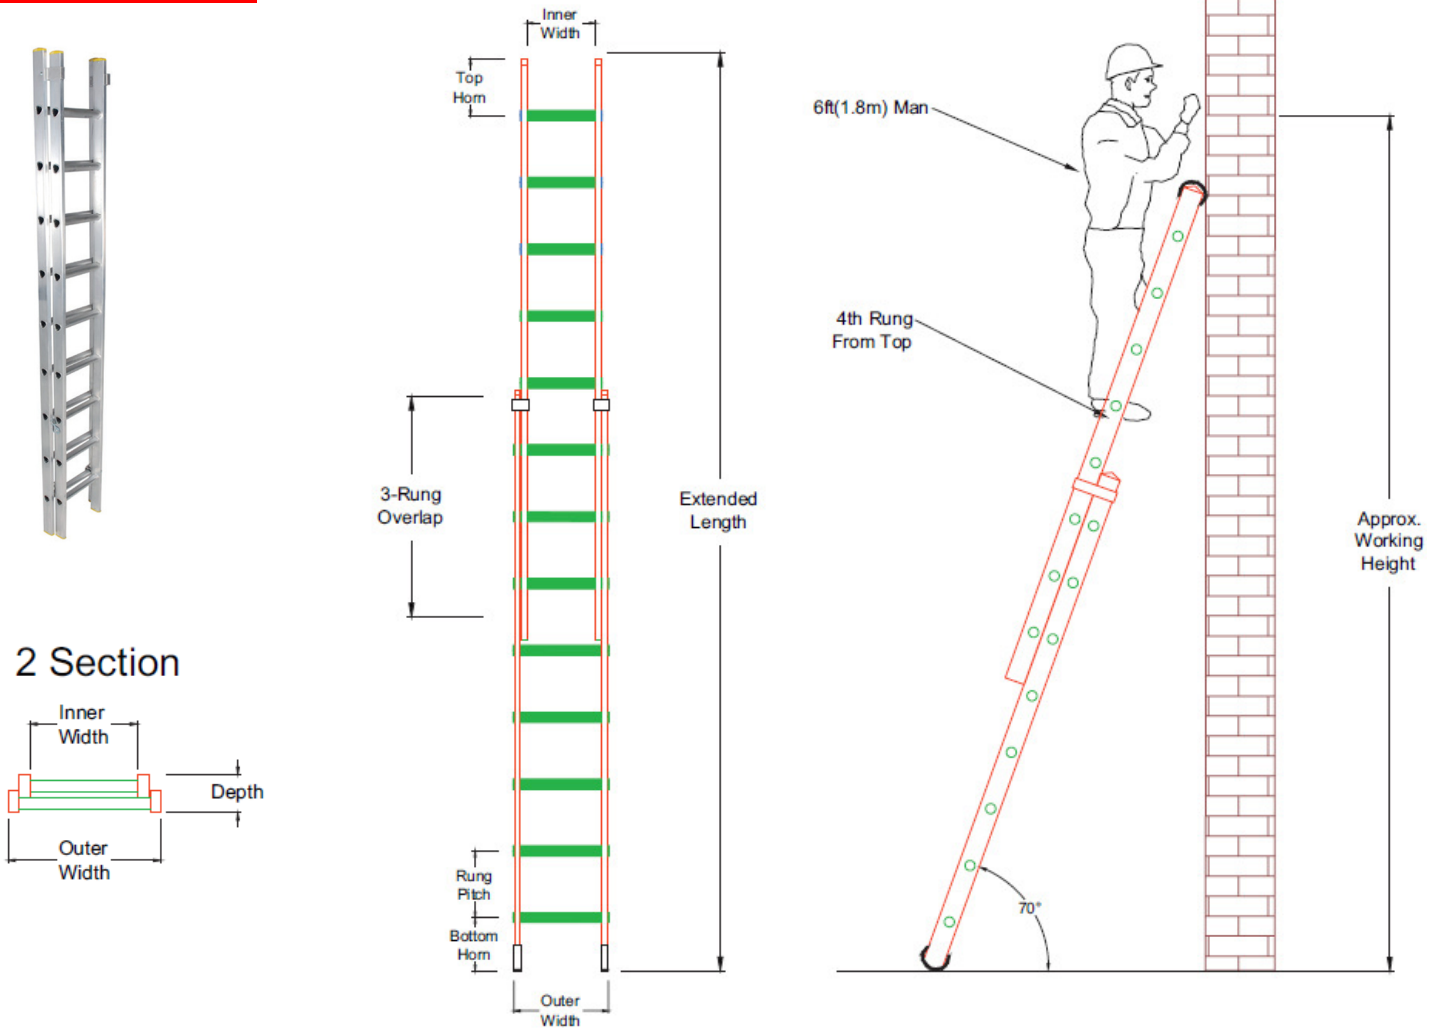 2 Section
Inner
Width
Depth
Outer
Width
Inner
Width
Top
Horn
3-Rung
Overlap
Extended
Length
Rung
Pitch
Bottom
Horn
Outer
Width
6ft(1.8m) Man
4th Rung
From Top
Approx.
Working
Height
70°